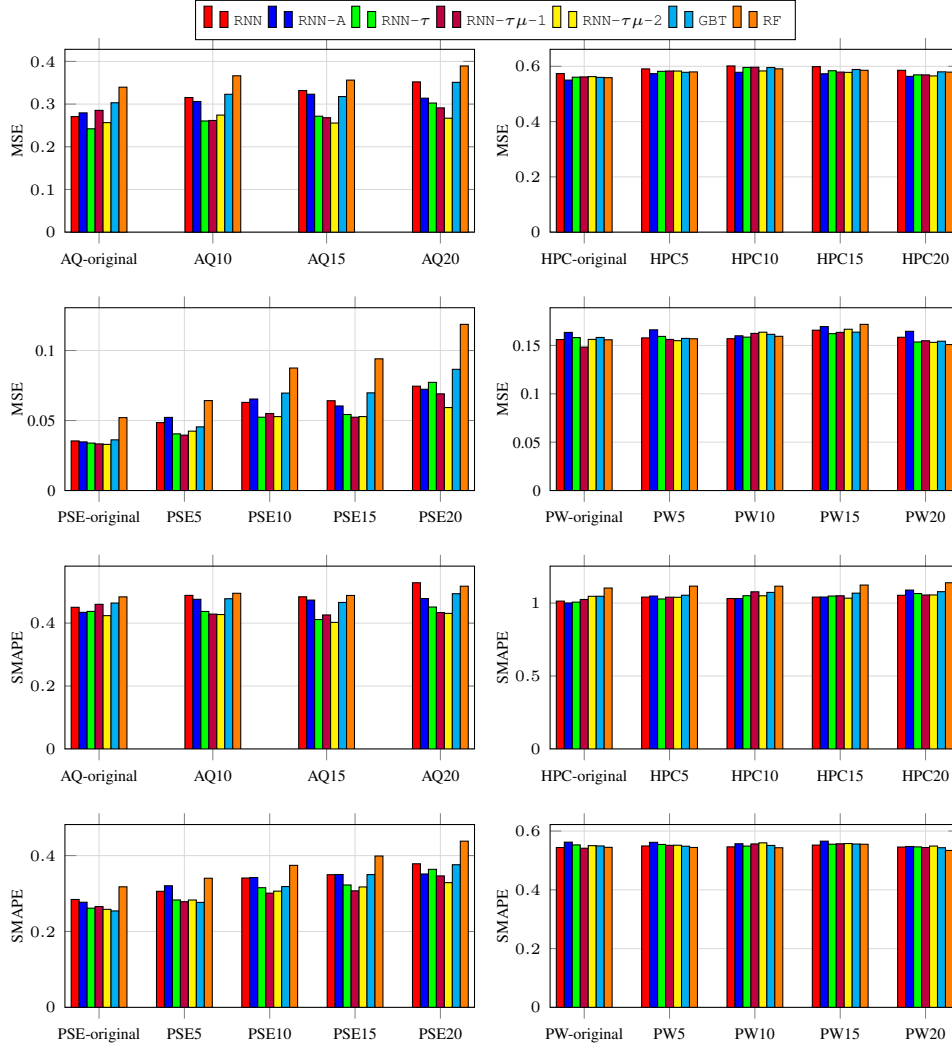 RNN RNN-A RNN-τ RNN-τμ-1 RNN-τμ-2 GBT RF
0.4
0.3
0.2
0.1
0
MSE
AQ-original AQ10 AQ15 AQ20
0.6
0.4
0.2
0
MSE
HPC-original HPC5 HPC10 HPC15 HPC20
0.1
0.05
0
MSE
PSE-original PSE5 PSE10 PSE15 PSE20
0.15
0.1
0.05
0
MSE
PW-original PW5 PW10 PW15 PW20
0.4
0.2
0
SMAPE
AQ-original AQ10 AQ15 AQ20
1
0.5
0
SMAPE
HPC-original HPC5 HPC10 HPC15 HPC20
0.4
0.2
0
SMAPE
PSE-original PSE5 PSE10 PSE15 PSE20
0.6
0.4
0.2
0
SMAPE
PW-original PW5 PW10 PW15 PW20